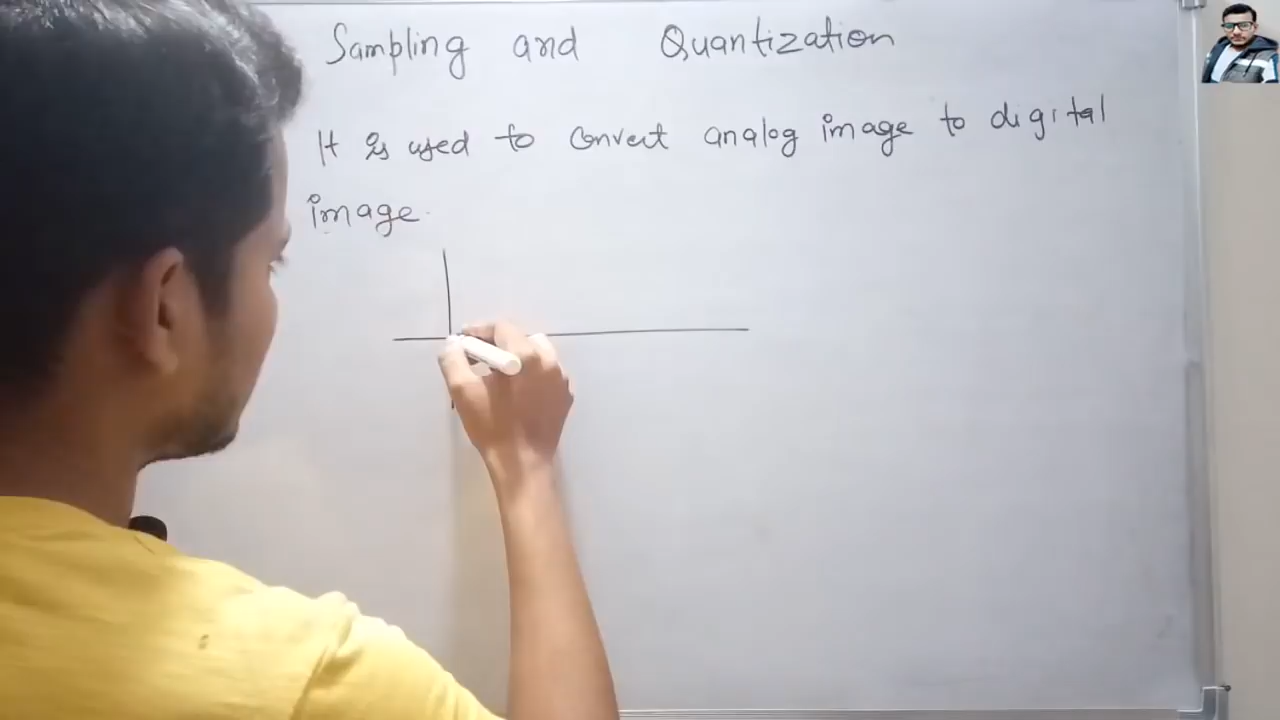 Sampling and Quantization
It is used to convert analog image to digital
image.